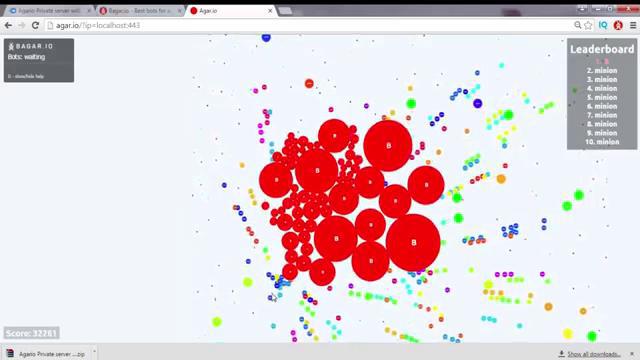 Agario Private server wit
Bagar.io - Best bots for a
Agar.io
agar.io/?ip=localhost:443
BAGAR.IO
Bots: waiting
D - show/hide help
Leaderboard
1. B
2. minion
3. minion
4. minion
5. minion
6. minion
7. minion
8. minion
9. minion
10. minion
B
B
B
B
B
Score: 32261
Agario Private server ....zip
Show all downloads...